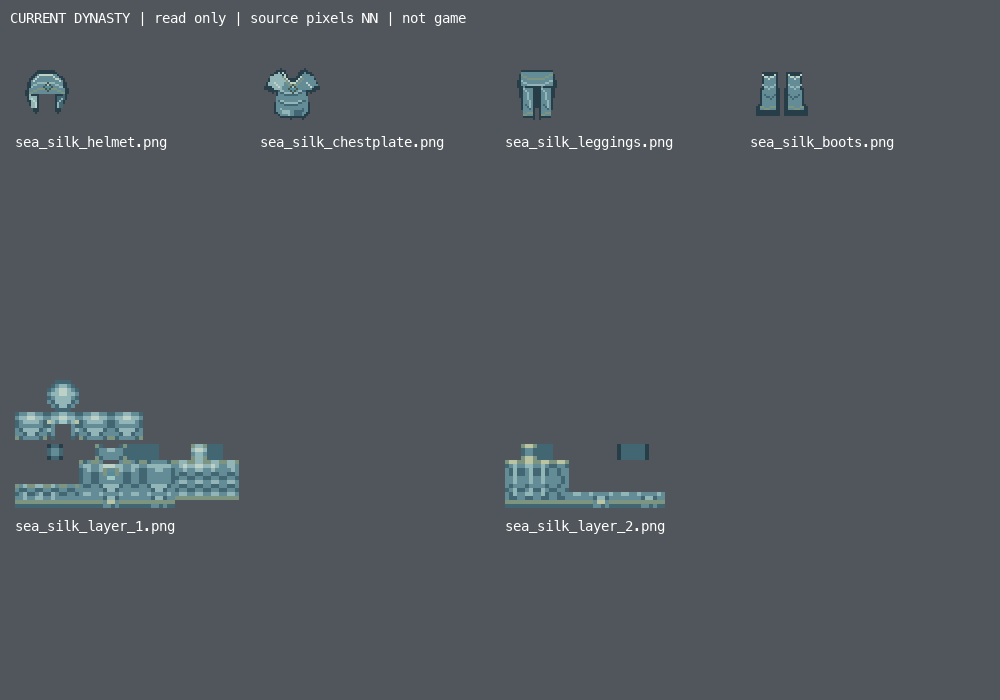 CURRENT DYNASTY | read only | source pixels NN | not game
sea_silk_helmet.png
sea_silk_chestplate.png
sea_silk_leggings.png
sea_silk_boots.png
sea_silk_layer_1.png
sea_silk_layer_2.png